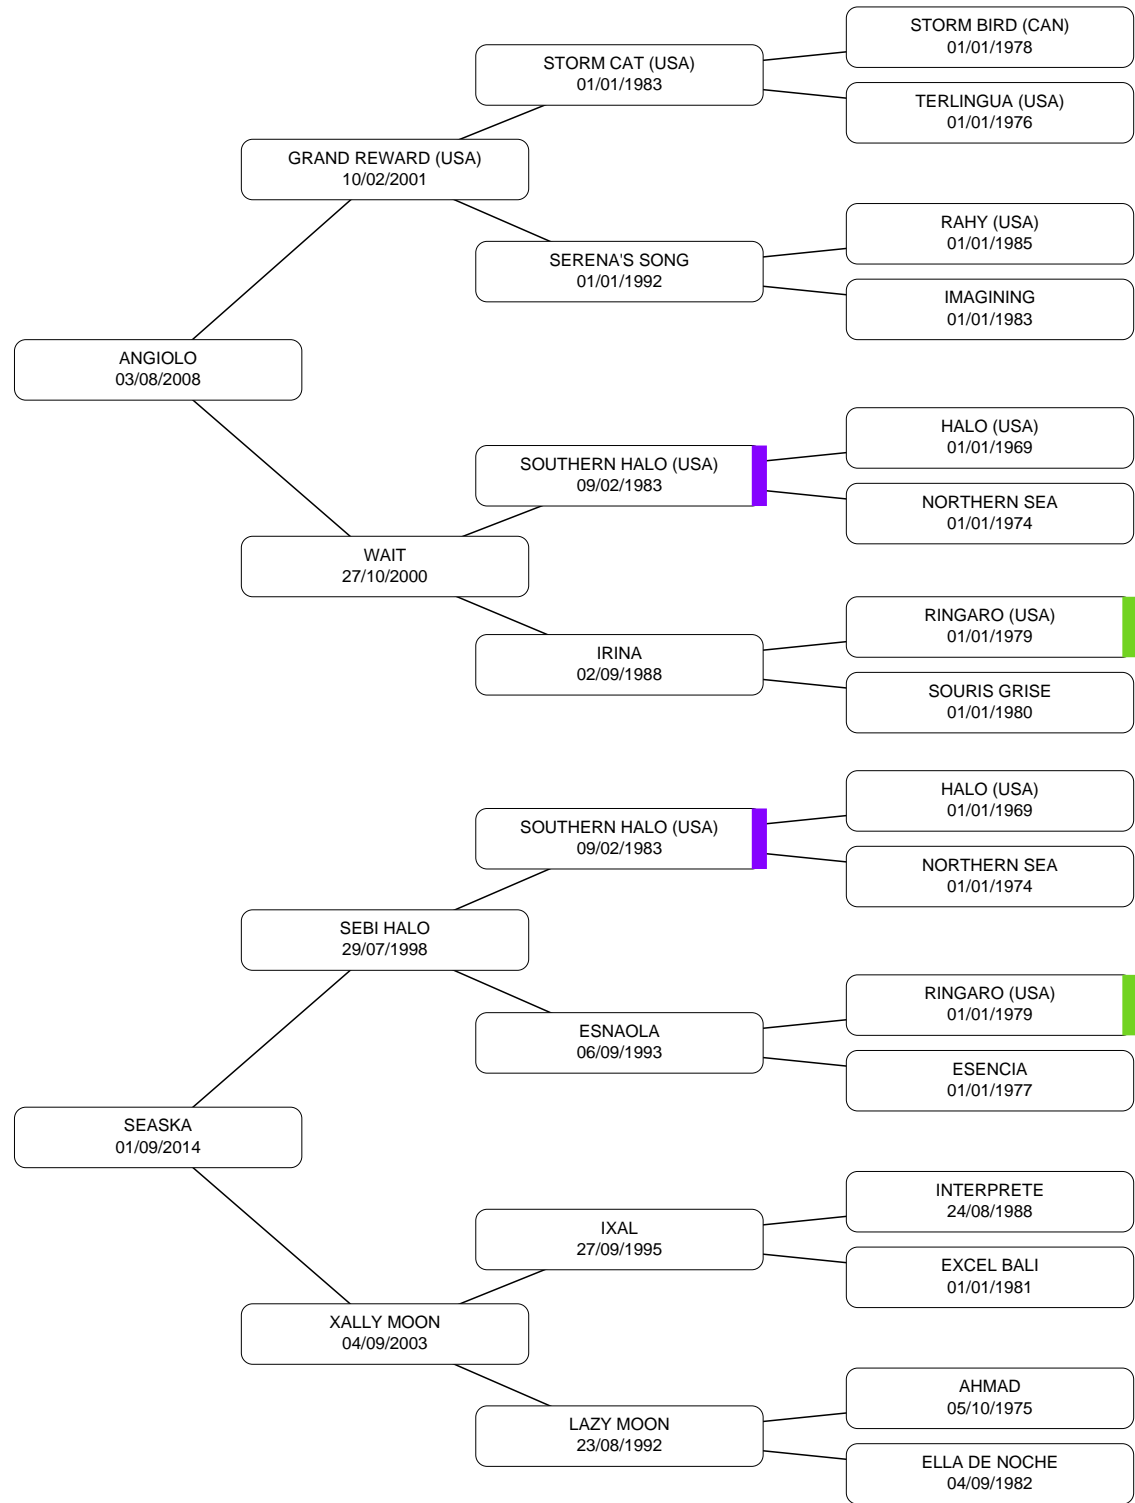 STORM BIRD (CAN)
01/01/1978
STORM CAT (USA)
01/01/1983
TERLINGUA (USA)
01/01/1976
GRAND REWARD (USA)
10/02/2001
RAHY (USA)
01/01/1985
SERENA'S SONG
01/01/1992
IMAGINING
01/01/1983
ANGIOLO
03/08/2008
HALO (USA)
01/01/1969
SOUTHERN HALO (USA)
09/02/1983
NORTHERN SEA
01/01/1974
WAIT
27/10/2000
RINGARO (USA)
01/01/1979
IRINA
02/09/1988
SOURIS GRISE
01/01/1980
HALO (USA)
01/01/1969
SOUTHERN HALO (USA)
09/02/1983
NORTHERN SEA
01/01/1974
SEBI HALO
29/07/1998
RINGARO (USA)
01/01/1979
ESNAOLA
06/09/1993
ESENCIA
01/01/1977
SEASKA
01/09/2014
INTERPRETE
24/08/1988
IXAL
27/09/1995
EXCEL BALI
01/01/1981
XALLY MOON
04/09/2003
AHMAD
05/10/1975
LAZY MOON
23/08/1992
ELLA DE NOCHE
04/09/1982